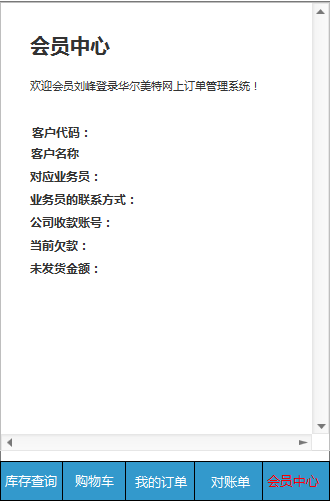 会员中心
欢迎会员刘峰登录华尔美特网上订单管理系统！
客户代码：
客户名称
对应业务员：
业务员的联系方式：
公司收款账号：
当前欠款：
未发货金额：
库存查询 购物车 我的订单 对账单 会员中心